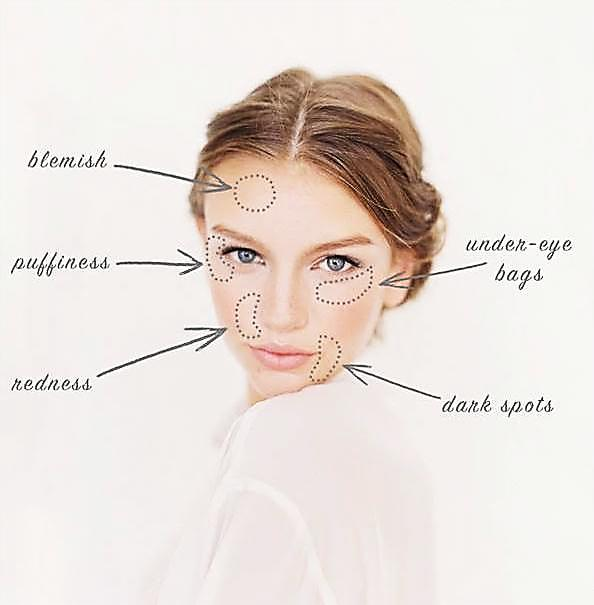 blemish
puffiness
under-eye
bags
redness
dark spots